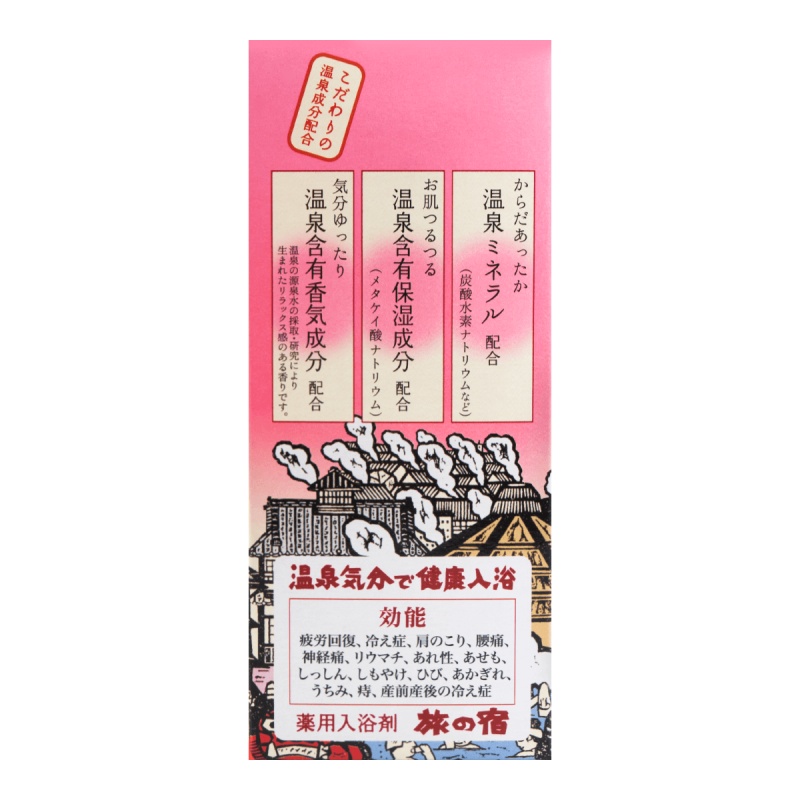 こだわりの
温泉成分配合
からだあったか
温泉ミネラル 配合
(炭酸水素ナトリウムなど)
お肌つるつる
温泉含有保湿成分 配合
(メタケイ酸ナトリウム)
気分ゆったり
温泉含有香気成分 配合
温泉の源泉水の採取・研究により
生まれたリラックス感のある香りです。
温泉気分で健康入浴
効能
疲労回復、冷え症、肩のこり、腰痛、
神経痛、リウマチ、あれ性、あせも、
しっしん、しもやけ、ひび、あかぎれ、
うちみ、痔、産前産後の冷え症
薬用入浴剤 旅の宿